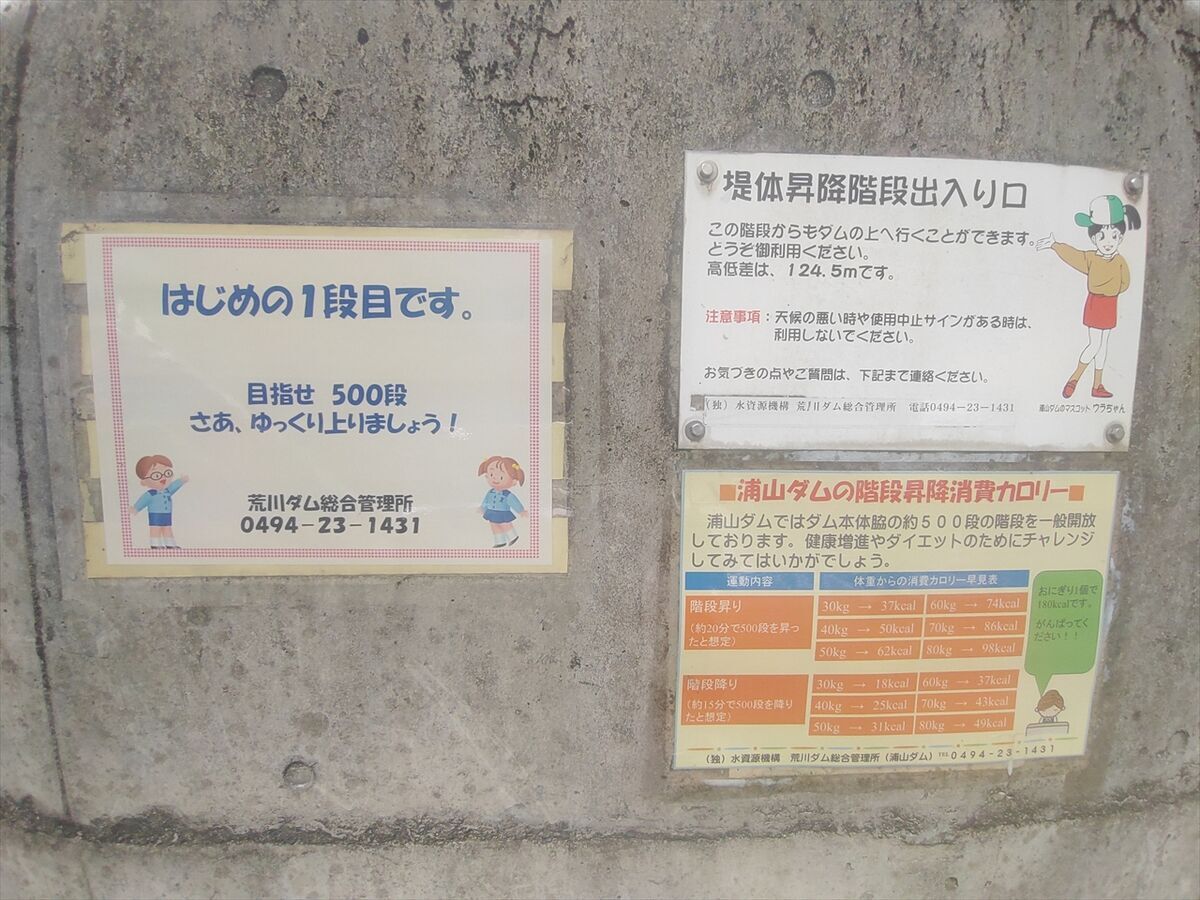 はじめの1段目です。
目指せ 500段
さあ、ゆっくり上りましょう！
荒川ダム総合管理所
0494－23－1431
堤体昇降階段出入り口
この階段からもダムの上へ行くことができます。
どうぞ御利用ください。
高低差は、124.5mです。
注意事項：天候の悪い時や使用中止サインがある時は、
利用しないでください。
お気づきの点やご質問は、下記まで連絡ください。
（独）水資源機構 荒川ダム総合管理所 電話0494－23－1431
浦山ダムのマスコット ウラちゃん
■浦山ダムの階段昇降消費カロリー■
浦山ダムではダム本体脇の約５００段の階段を一般開放
しております。健康増進やダイエットのためにチャレンジ
してみてはいかがでしょう。
運動内容 体重からの消費カロリー早見表
階段昇り
（約20分で500段を昇っ
たと想定）
30kg → 37kcal 60kg → 74kcal
40kg → 50kcal 70kg → 86kcal
50kg → 62kcal 80kg → 98kcal
階段降り
（約15分で500段を降り
たと想定）
30kg → 18kcal 60kg → 37kcal
40kg → 25kcal 70kg → 43kcal
50kg → 31kcal 80kg → 49kcal
おにぎり1個で
180kcalです。
がんばってく
ださい！！
（独）水資源機構 荒川ダム総合管理所（浦山ダム）TEL 0494－23－1431